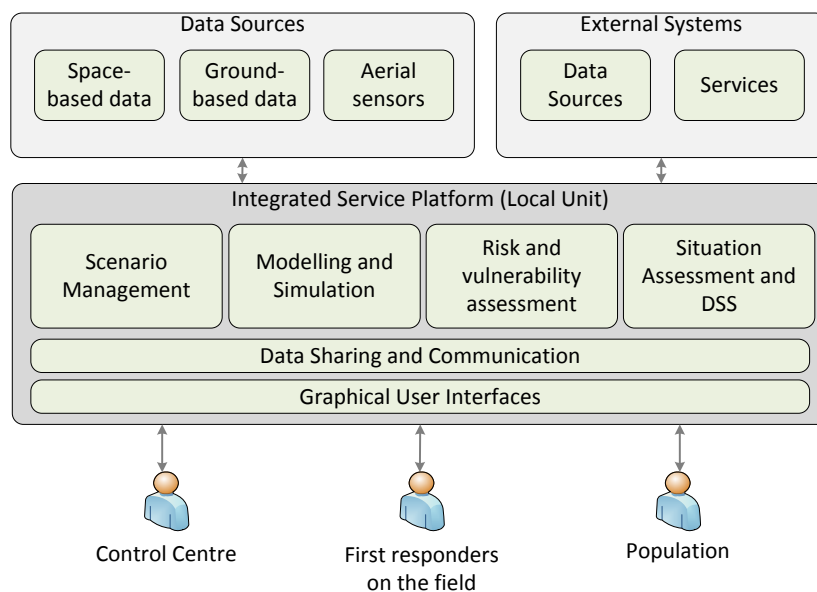 Data Sources
Space-
based data
Ground-
based data
Aerial
sensors
External Systems
Data
Sources
Services
Integrated Service Platform (Local Unit)
Scenario
Management
Modelling and
Simulation
Risk and
vulnerability
assessment
Situation
Assessment and
DSS
Data Sharing and Communication
Graphical User Interfaces
Control Centre
First responders
on the field
Population